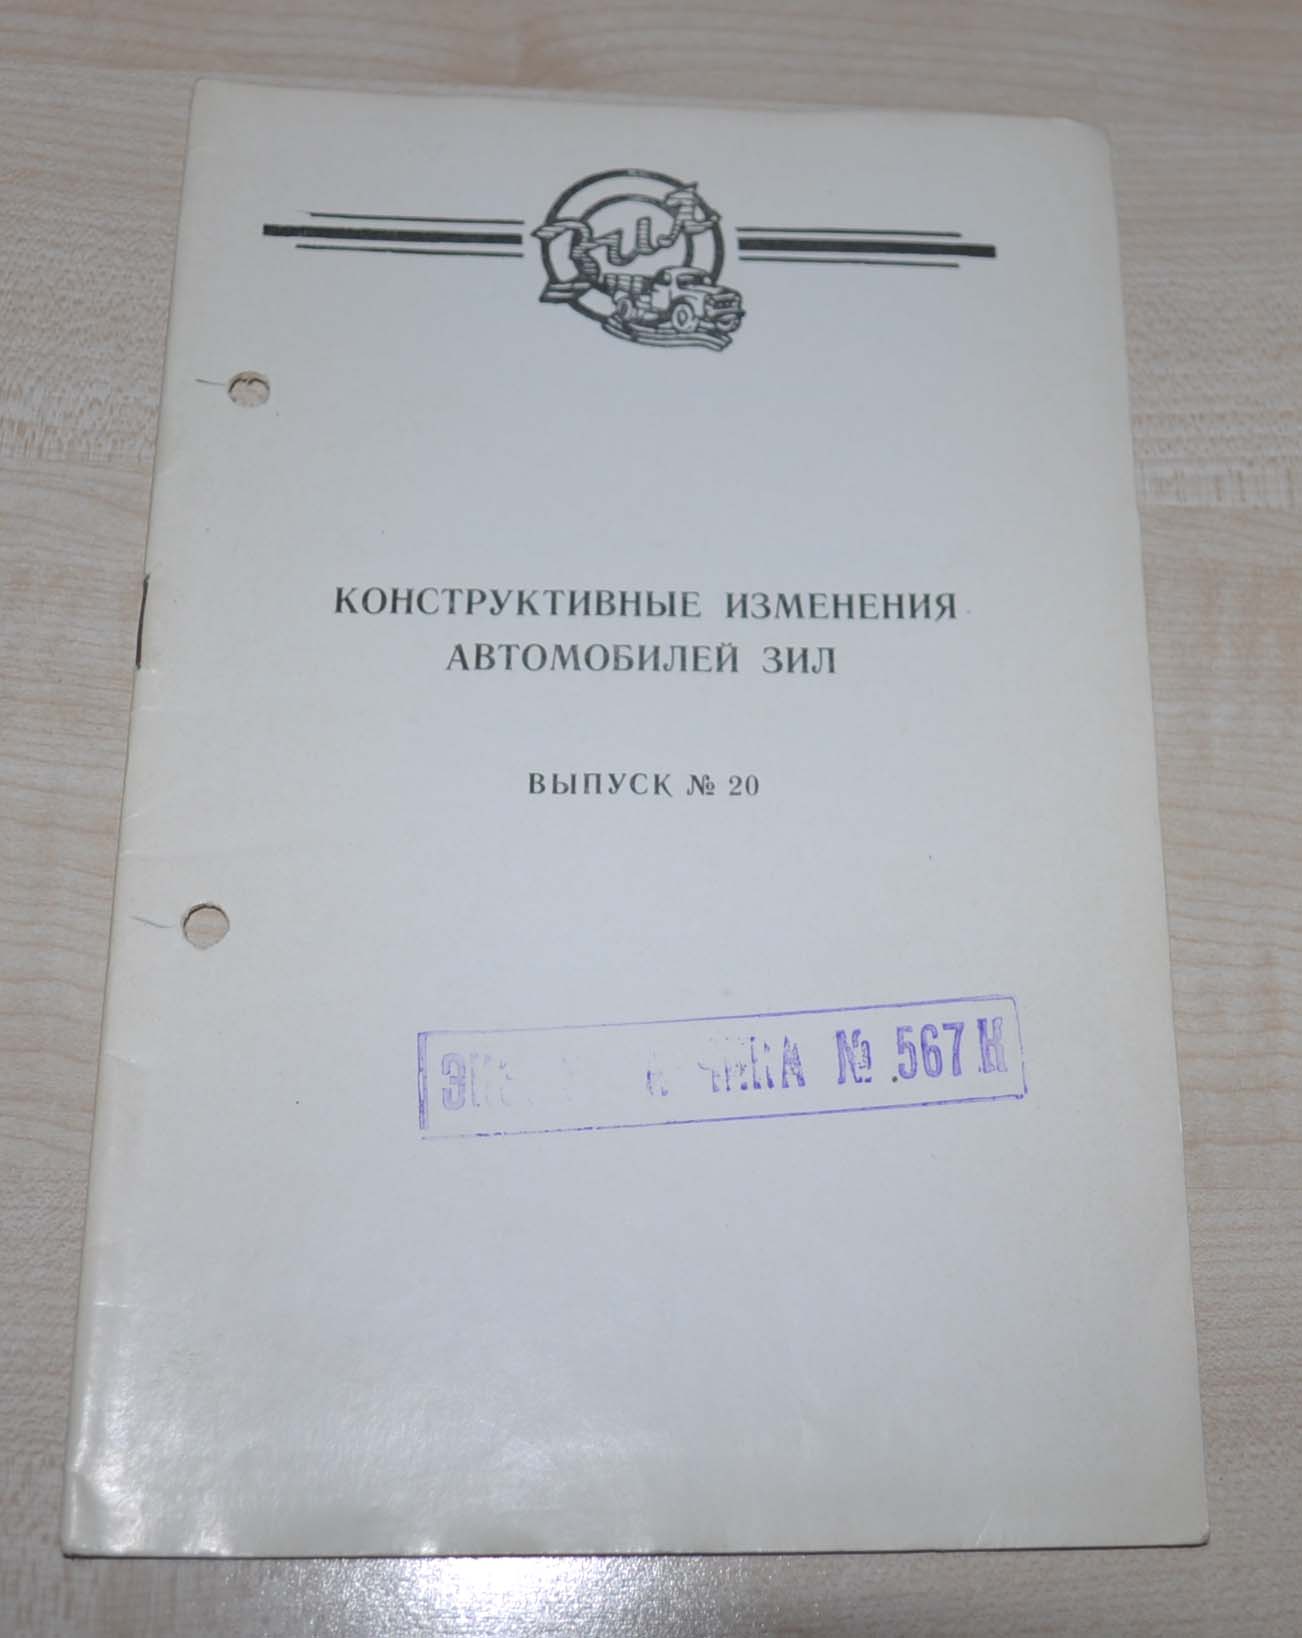 ЗиЛ
КОНСТРУКТИВНЫЕ ИЗМЕНЕНИЯ
АВТОМОБИЛЕЙ ЗИЛ
ВЫПУСК № 20
№ 567 Н